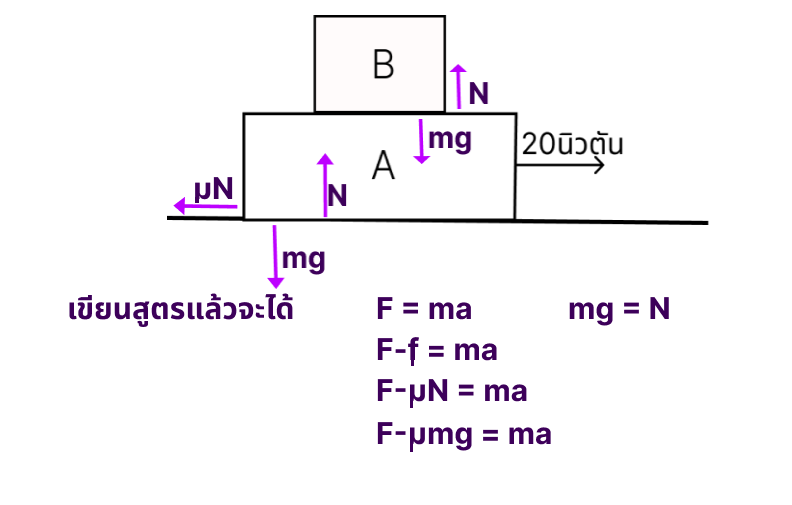 B
N
mg
20นิวตัน
A
µN
N
mg
เขียนสูตรแล้วจะได้ F = ma mg = N
F-f = ma
F-µN = ma
F-µmg = ma